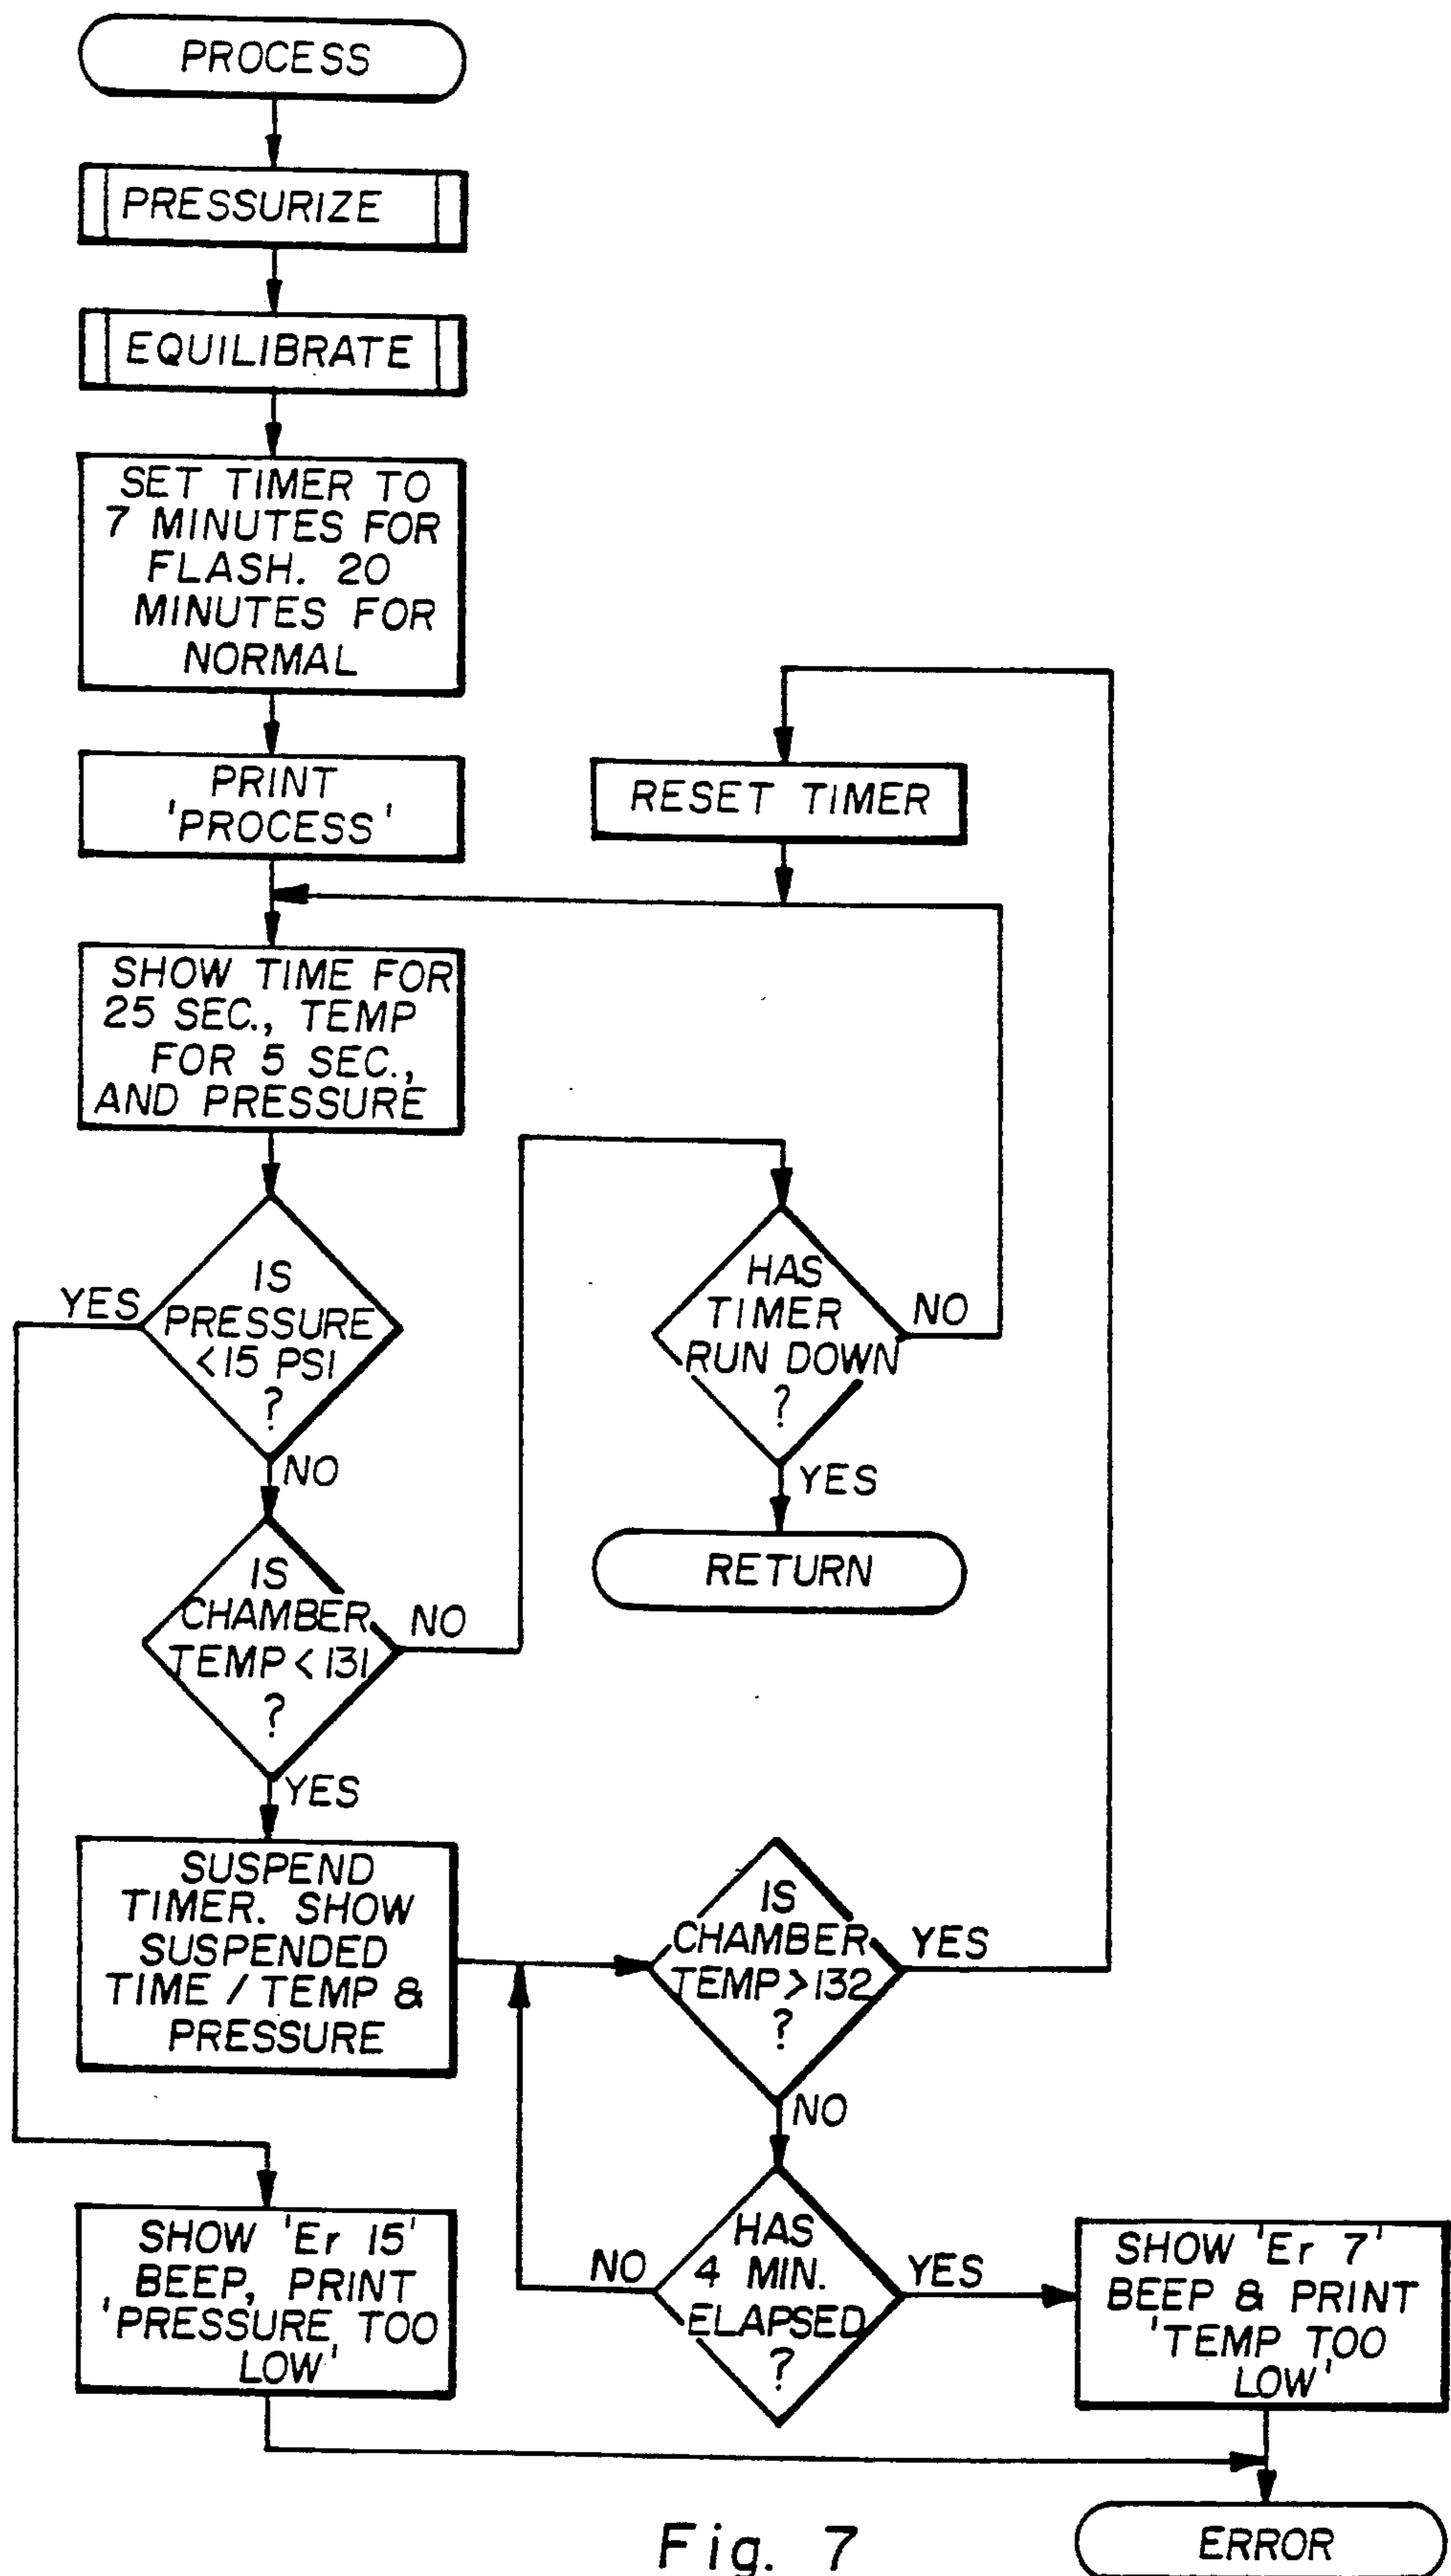 PROCESS
PRESSURIZE
EQUILIBRATE
SET TIMER TO
7 MINUTES FOR
FLASH. 20
MINUTES FOR
NORMAL
PRINT
'PROCESS'
RESET TIMER
SHOW TIME FOR
25 SEC., TEMP
FOR 5 SEC.,
AND PRESSURE
IS
PRESSURE
<15 PSI
?
YES
NO
HAS
TIMER
RUN DOWN
?
NO
YES
RETURN
IS
CHAMBER
TEMP<131
?
NO
YES
SUSPEND
TIMER. SHOW
SUSPENDED
TIME / TEMP &
PRESSURE
IS
CHAMBER
TEMP>132
?
YES
NO
HAS
4 MIN.
ELAPSED
?
NO
YES
SHOW 'Er 15'
BEEP, PRINT
'PRESSURE TOO
LOW'
SHOW 'Er 7'
BEEP & PRINT
'TEMP TOO
LOW'
ERROR
Fig. 7